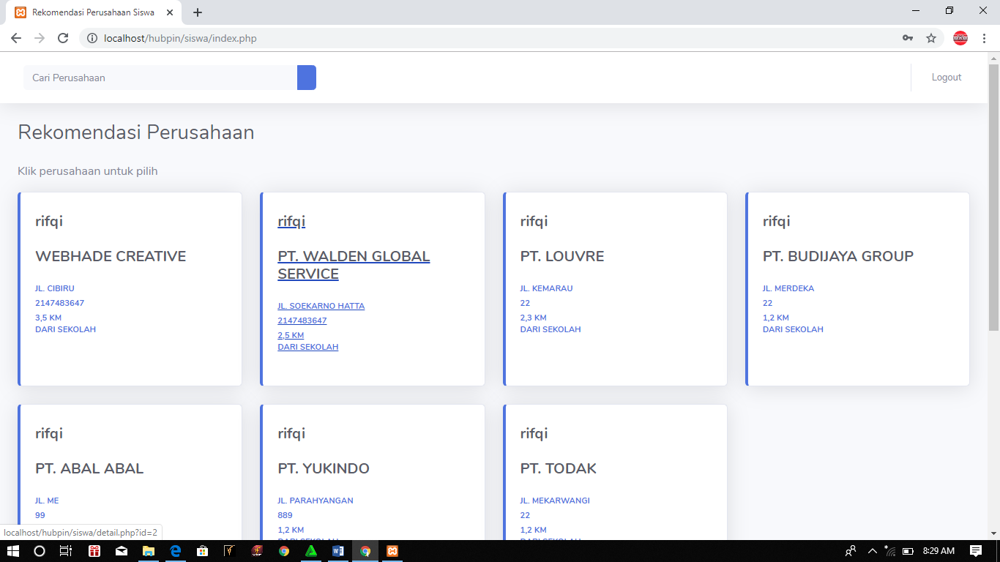 Rekomendasi Perusahaan Siswa
localhost/hubpin/siswa/index.php
Cari Perusahaan
Logout
Rekomendasi Perusahaan
Klik perusahaan untuk pilih
rifqi
WEBHADE CREATIVE
JL. CIBIRU
2147483647
3,5 KM
DARI SEKOLAH
rifqi
PT. WALDEN GLOBAL
SERVICE
JL. SOEKARNO HATTA
2147483647
2,5 KM
DARI SEKOLAH
rifqi
PT. LOUVRE
JL. KEMARAU
22
2,3 KM
DARI SEKOLAH
rifqi
PT. BUDIJAYA GROUP
JL. MERDEKA
22
1,2 KM
DARI SEKOLAH
rifqi
PT. ABAL ABAL
JL. ME
99
rifqi
PT. YUKINDO
JL. PARAHYANGAN
889
1,2 KM
DARI SEKOLAH
rifqi
PT. TODAK
JL. MEKARWANGI
22
1,2 KM
DARI SEKOLAH
localhost/hubpin/siswa/detail.php?id=2
8:29 AM